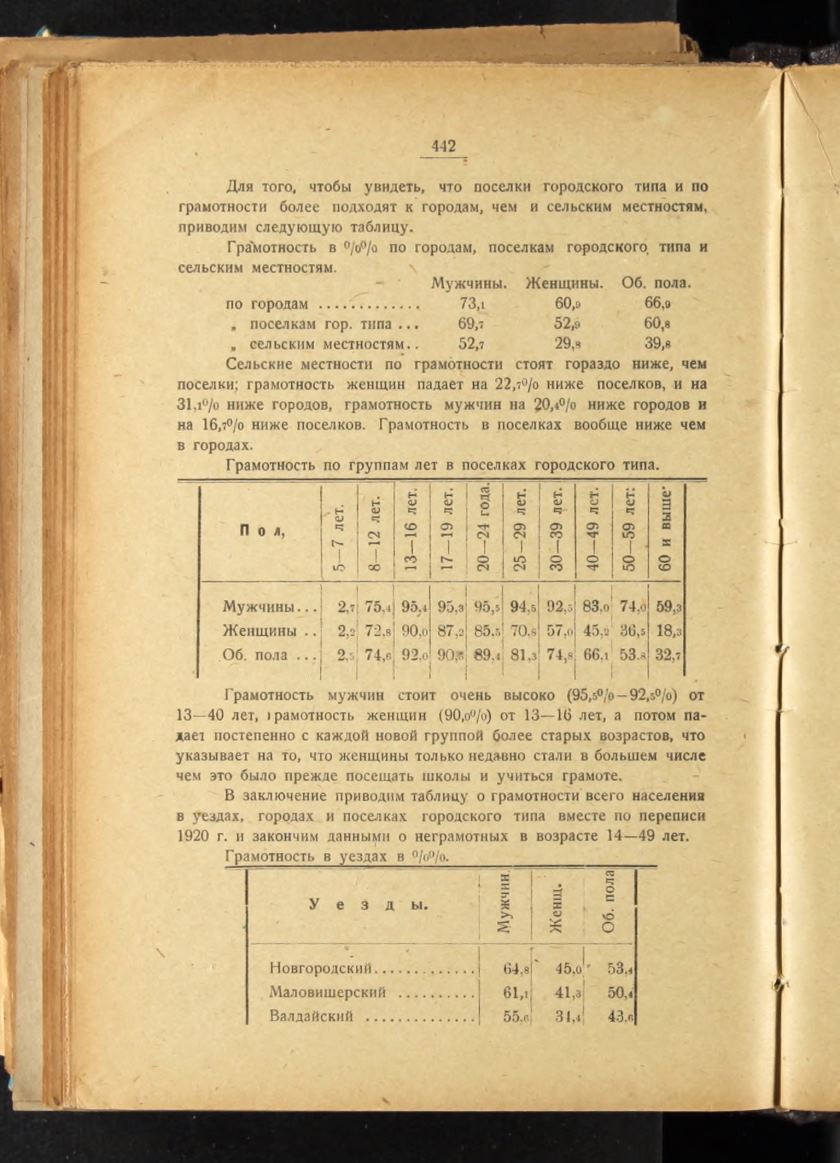 442
Для того, чтобы увидеть, что поселки городского типа и по
грамотности более подходят к городам, чем и сельским местностям,
приводим следующую таблицу.
Грамотность в %% по городам, поселкам городского типа и
сельским местностям.
Мужчины. Женщины. Об. пола.
по городам ............. 73,1 60,9 66,9
„ поселкам гор. типа ... 69,7 52,9 60,8
„ сельским местностям.. 52,7 29,8 39,8
Сельские местности по грамотности стоят гораздо ниже, чем
поселки; грамотность женщин падает на 22,7% ниже поселков, и на
31,1% ниже городов, грамотность мужчин на 20,4% ниже городов и
на 16,7% ниже поселков. Грамотность в поселках вообще ниже чем
в городах.
Грамотность по группам лет в поселках городского типа.
Пол, 5—7 лет. 8—12 лет. 13—16 лет. 17—19 лет. 20—24 года. 25—29 лет. 30—39 лет. 40—49 лет. 50—59 лет: 60 и выше
Мужчины... 2,7 75,4 95,4 95,3 95,5 94,5 92,5 83,0 74,0 59,3
Женщины .. 2,2 72,8 90,0 87,2 85,5 70,8 57,0 45,2 36,5 18,3
Об. пола ... 2,5 74,6 92,0 89,4 81,3 74,8 66,1 53,8 32,7
Грамотность мужчин стоит очень высоко (95,5%—92,5%) от
13—40 лет, грамотность женщин (90,0%) от 13—16 лет, а потом па-
дает постепенно с каждой новой группой более старых возрастов, что
указывает на то, что женщины только недавно стали в большем числе
чем это было прежде посещать школы и учиться грамоте.
В заключение приводим таблицу о грамотности всего населения
в уездах, городах и поселках городского типа вместе по переписи
1920 г. и закончим данными о неграмотных в возрасте 14—49 лет.
Грамотность в уездах в %%.
Уезды. Мужчин. Женщ. Об. пола
Новгородский............. 64,8 45,0 53,4
Маловишерский .......... 61,1 41,3 50,4
Валдайский .............. 55,6 31,4 43,6